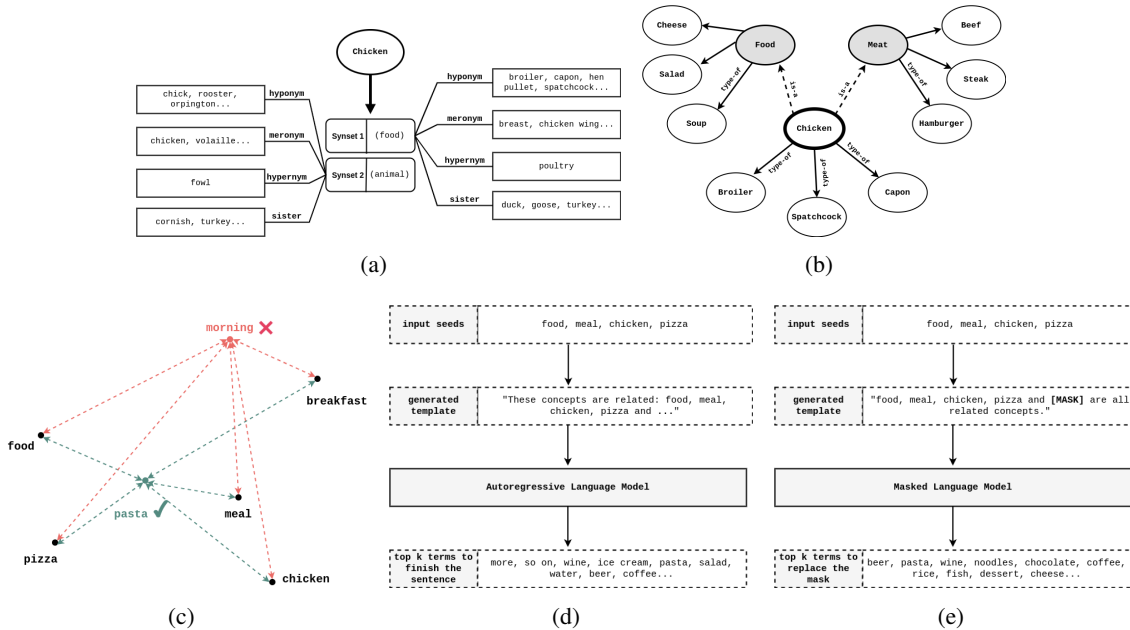 Chicken
hyponym
chick, rooster,
orpington...
meronym
chicken, volaille...
hypernym
fowl
sister
cornish, turkey...
Synset 1 (food)
Synset 2 (animal)
hyponym
broiler, capon, hen
pullet, spatchcock...
meronym
breast, chicken wing...
hypernym
poultry
sister
duck, goose, turkey...
(a)
Cheese
Food
Meat
Beef
Salad
type-of
Soup
is-a
is-a
type-of
Steak
Hamburger
Chicken
type-of
type-of
type-of
Broiler
Spatchcock
Capon
(b)
morning
breakfast
food
pasta
meal
pizza
chicken
(c)
input seeds
food, meal, chicken, pizza
generated
template
"These concepts are related: food, meal,
chicken, pizza and ..."
Autoregressive Language Model
top k terms to
finish the
sentence
more, so on, wine, ice cream, pasta, salad,
water, beer, coffee...
(d)
input seeds
food, meal, chicken, pizza
generated
template
"food, meal, chicken, pizza and [MASK] are all
related concepts."
Masked Language Model
top k terms to
replace the
mask
beer, pasta, wine, noodles, chocolate, coffee,
rice, fish, dessert, cheese...
(e)